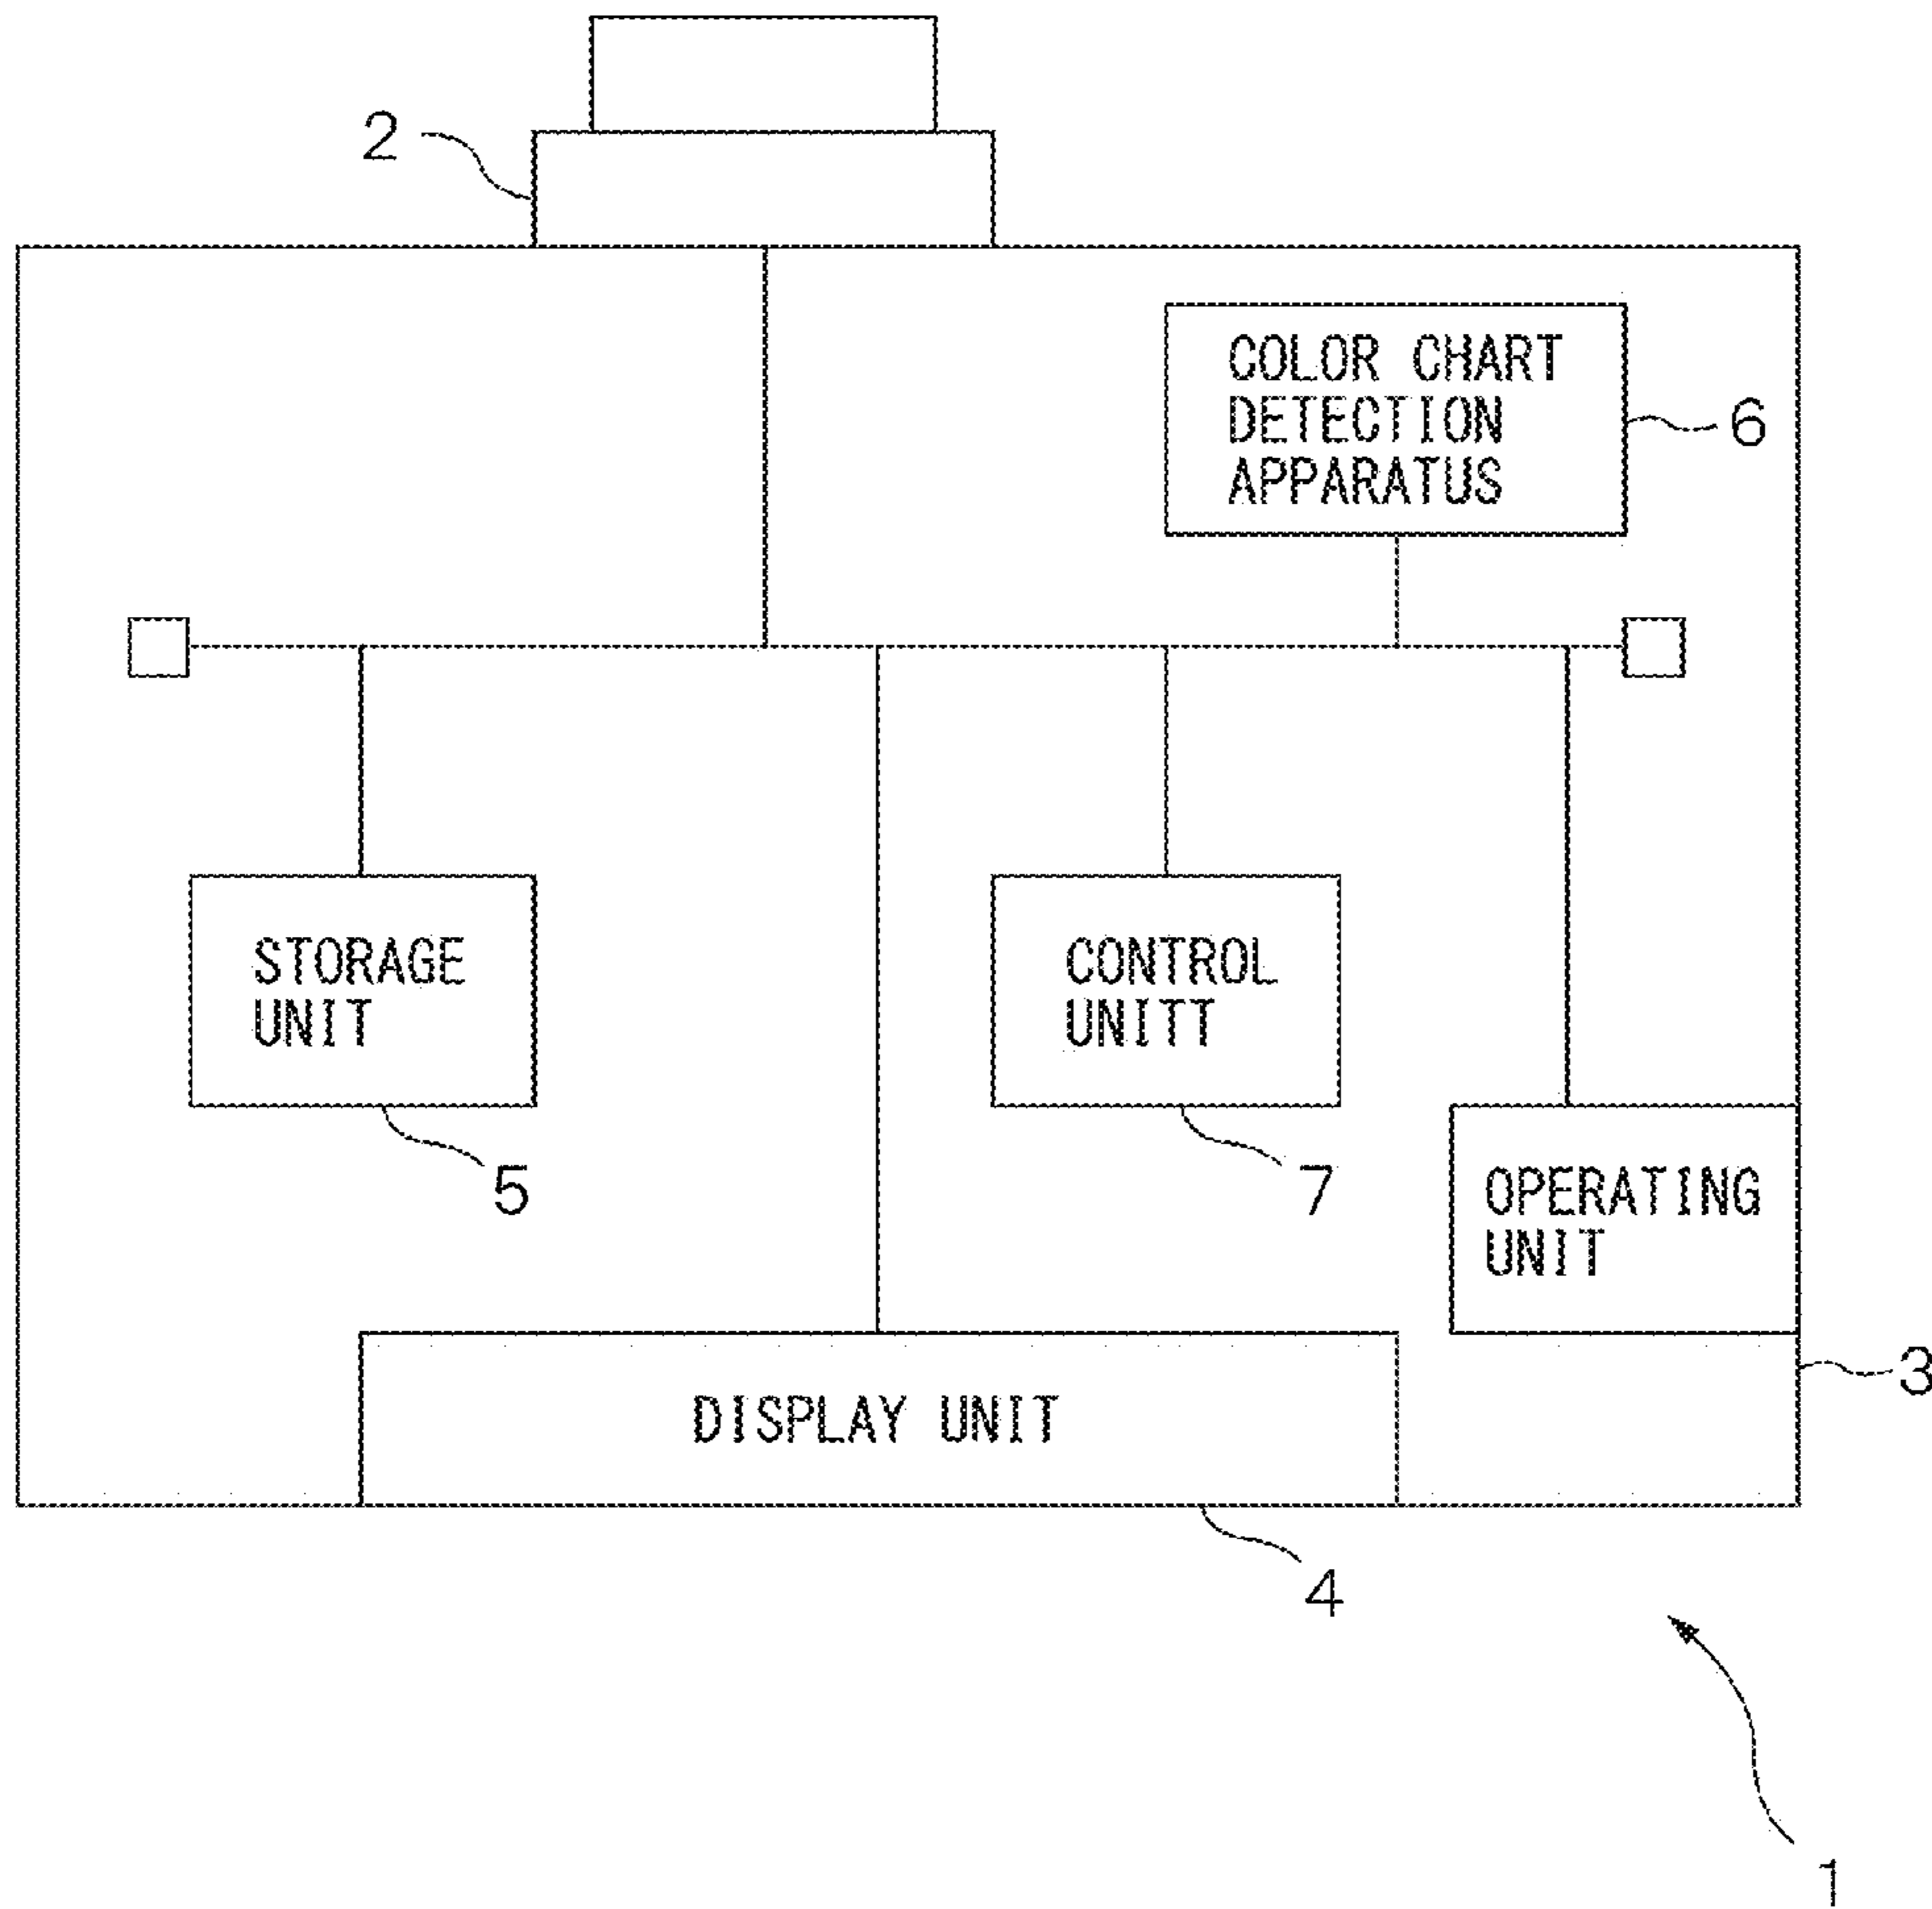 2
COLOR CHART
DETECTION
APPARATUS
6
STORAGE
UNIT
5
CONTROL
UNITT
7
OPERATING
UNIT
3
DISPLAY UNIT
4
1